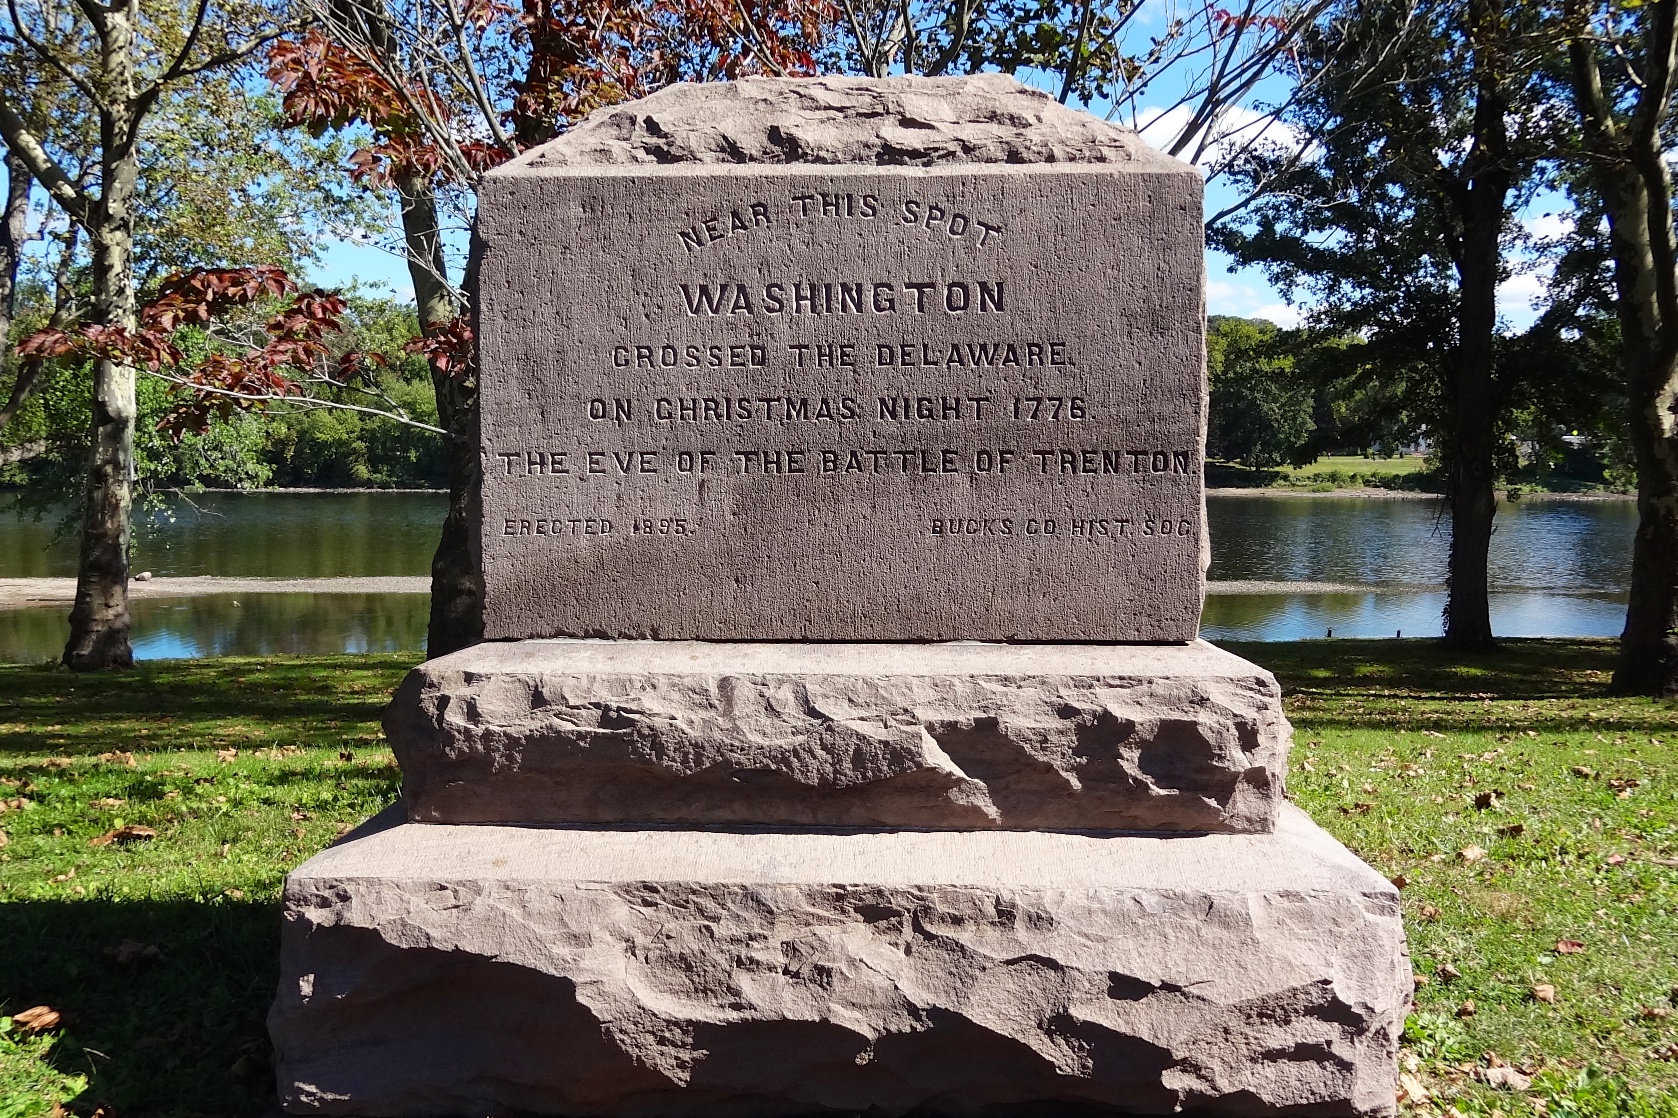 NEAR THIS SPOT
WASHINGTON
CROSSED THE DELAWARE.
ON CHRISTMAS NIGHT 1776.
THE EVE OF THE BATTLE OF TRENTON.
ERECTED 1895. BUCKS CO. HIST. SOC.